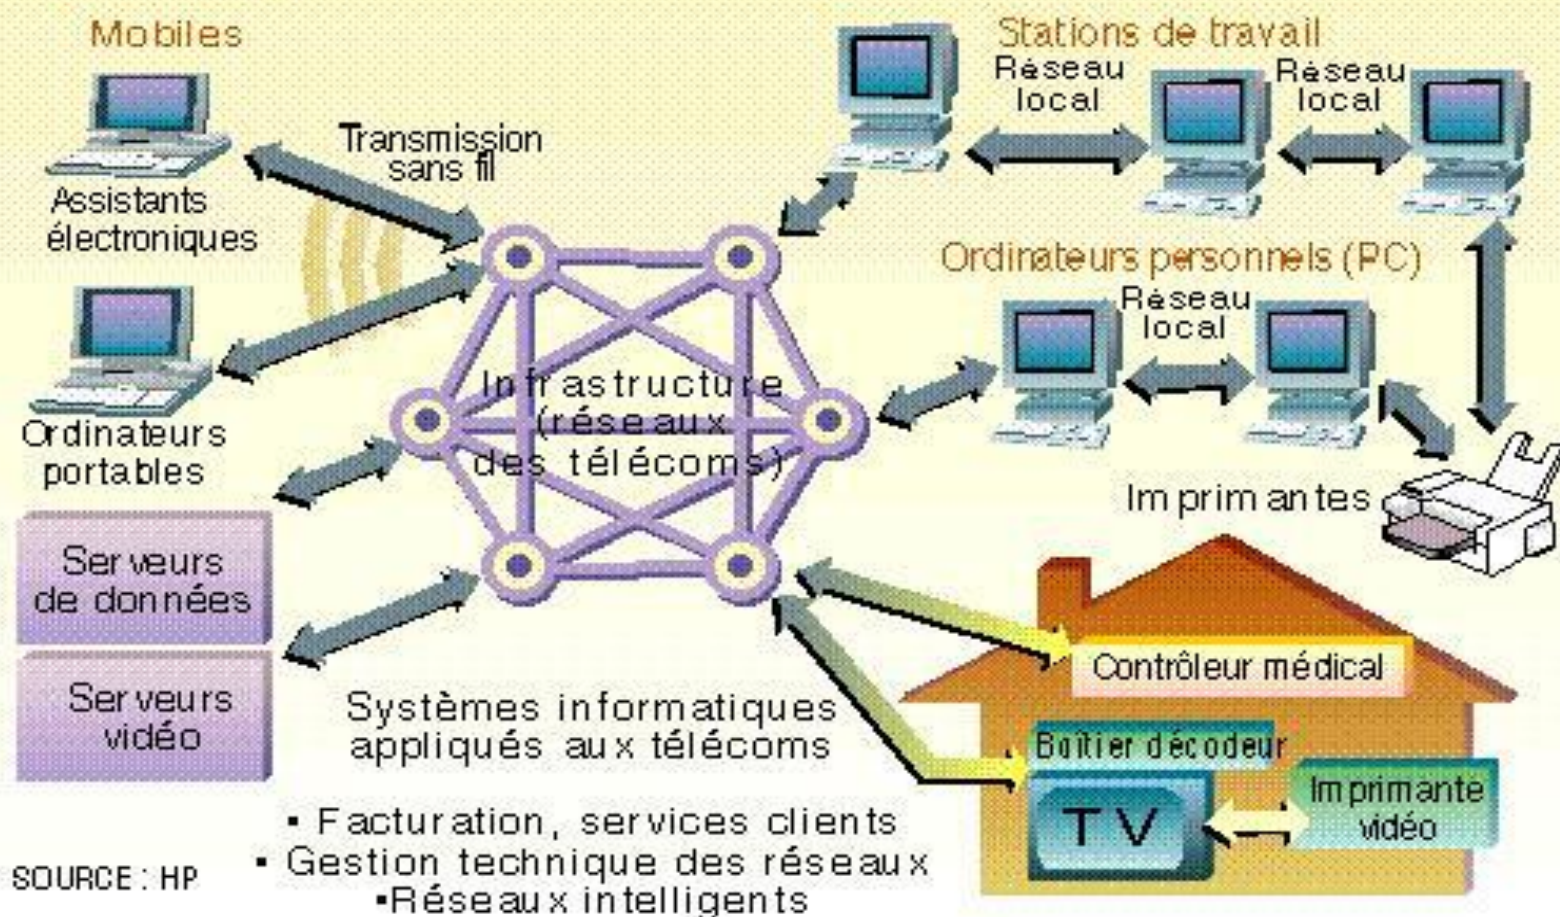 Mobiles
Stations de travail
Réseau
local
Réseau
local
Transmission
sans fil
Assistants
électroniques
Ordinateurs personnels (PC)
Réseau
local
Infrastructure
(réseaux
des télécoms)
Ordinateurs
portables
Imprimantes
Serveurs
de données
Serveurs
vidéo
Contrôleur médical
Systèmes informatiques
appliqués aux télécoms
Boîtier décodeur
TV
Imprimante
vidéo
▪ Facturation, services clients
▪ Gestion technique des réseaux
▪Réseaux intelligents
SOURCE : HP